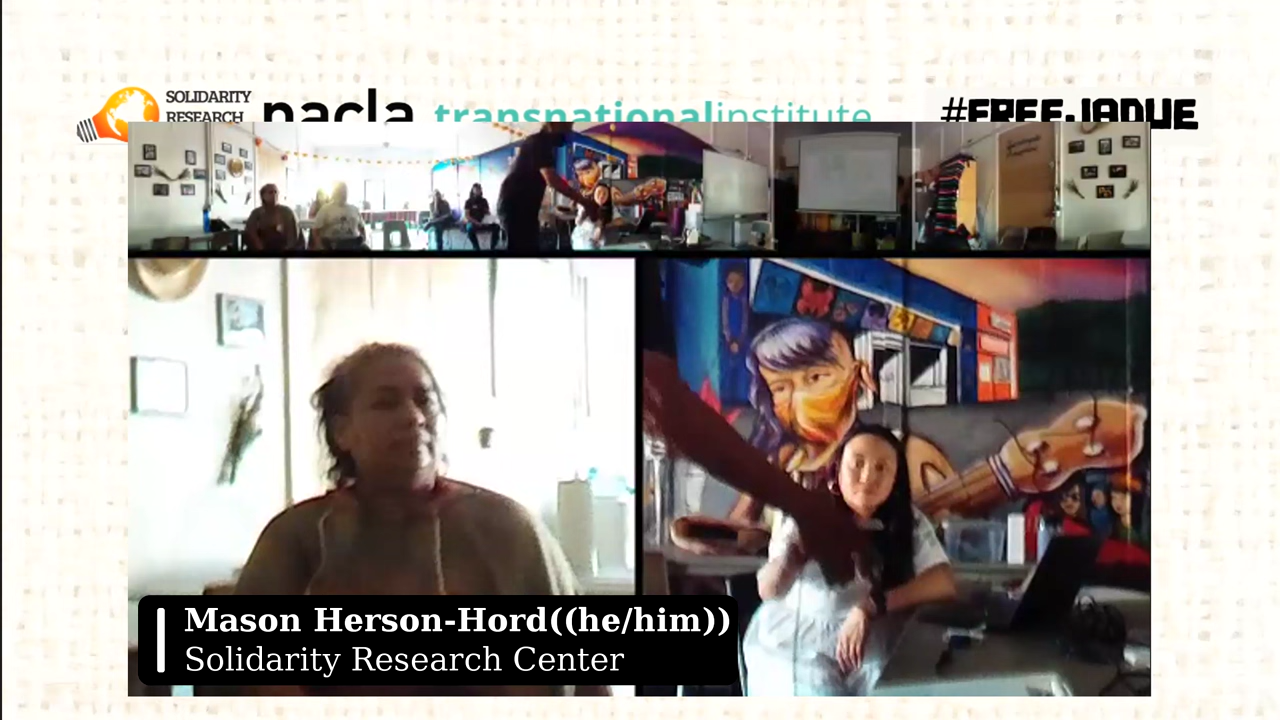 SOLIDARITY
RESEARCH
nacla
transnationalinstitute
#FREEJADUE
Mason Herson-Hord((he/him))
Solidarity Research Center